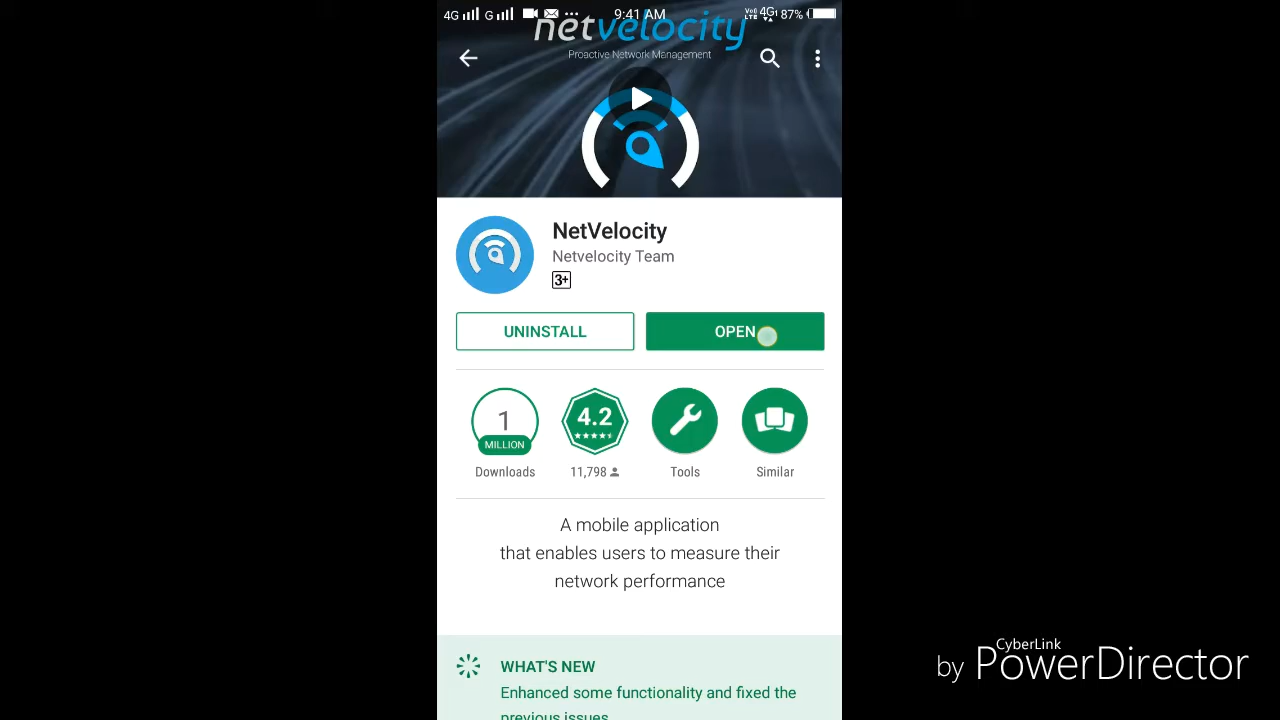 4G G 9:41 AM VoI LTE 4G 87%
netvelocity
Proactive Network Management
NetVelocity
Netvelocity Team
3+
UNINSTALL OPEN
1 MILLION
4.2
Downloads 11,798 Tools Similar
A mobile application
that enables users to measure their
network performance
WHAT'S NEW
Enhanced some functionality and fixed the
previous issues
by CyberLink PowerDirector